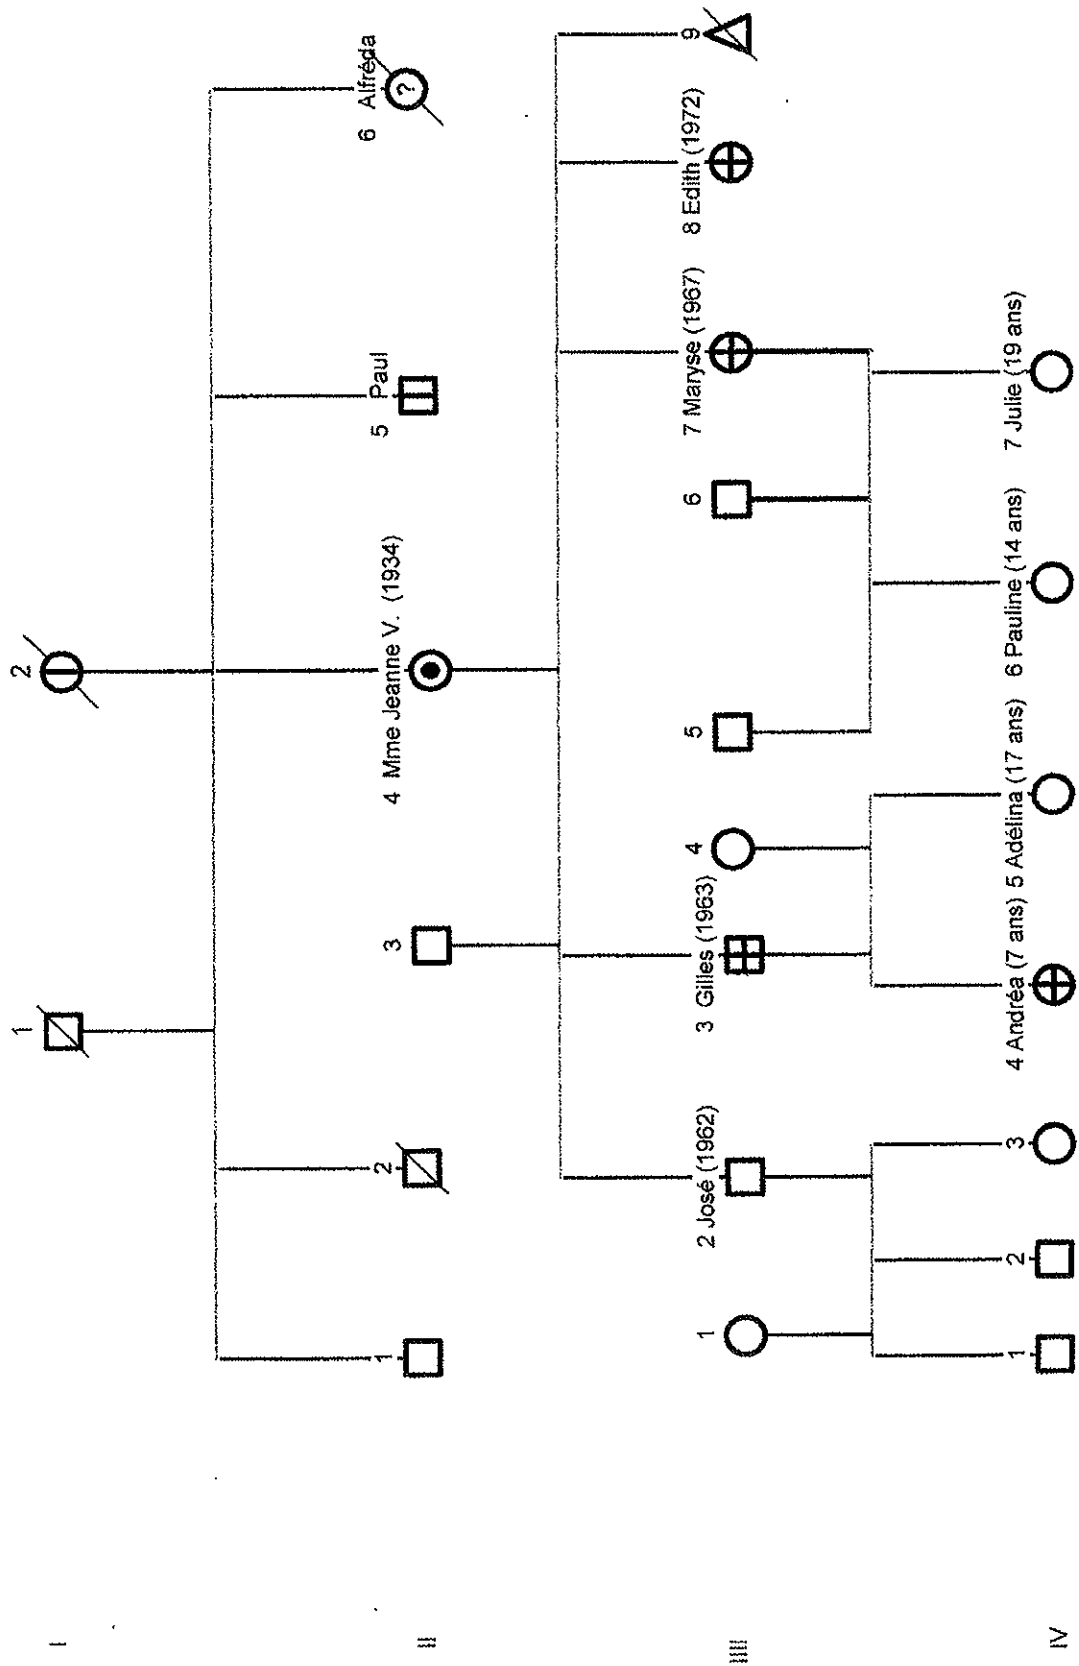 I
1
2
II
1
2
3
4 Mme Jeanne V. (1934)
5 Paul
6 Alfréda
?
III
1
2 José (1962)
3 Gilles (1963)
4
5
6
7 Maryse (1967)
8 Edith (1972)
9
IV
1
2
3
4 Andréa (7 ans)
5 Adélina (17 ans)
6 Pauline (14 ans)
7 Julie (19 ans)